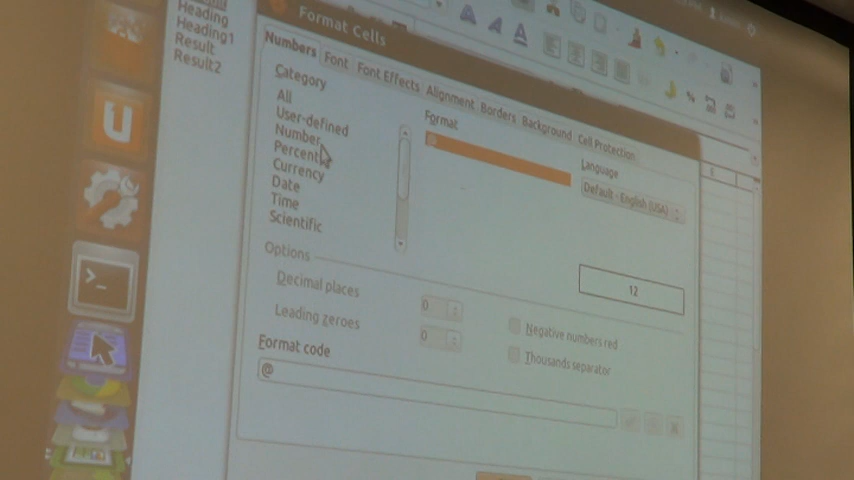 Heading
Heading1
Result
Result2
Format Cells
Numbers Font Font Effects Alignment Borders Background Cell Protection
Category
All
User-defined
Number
Percent
Currency
Date
Time
Scientific
Format
@
Language
Default - English (USA)
12
Options
Decimal places 0
Leading zeroes 0
Negative numbers red
Thousands separator
Format code
@